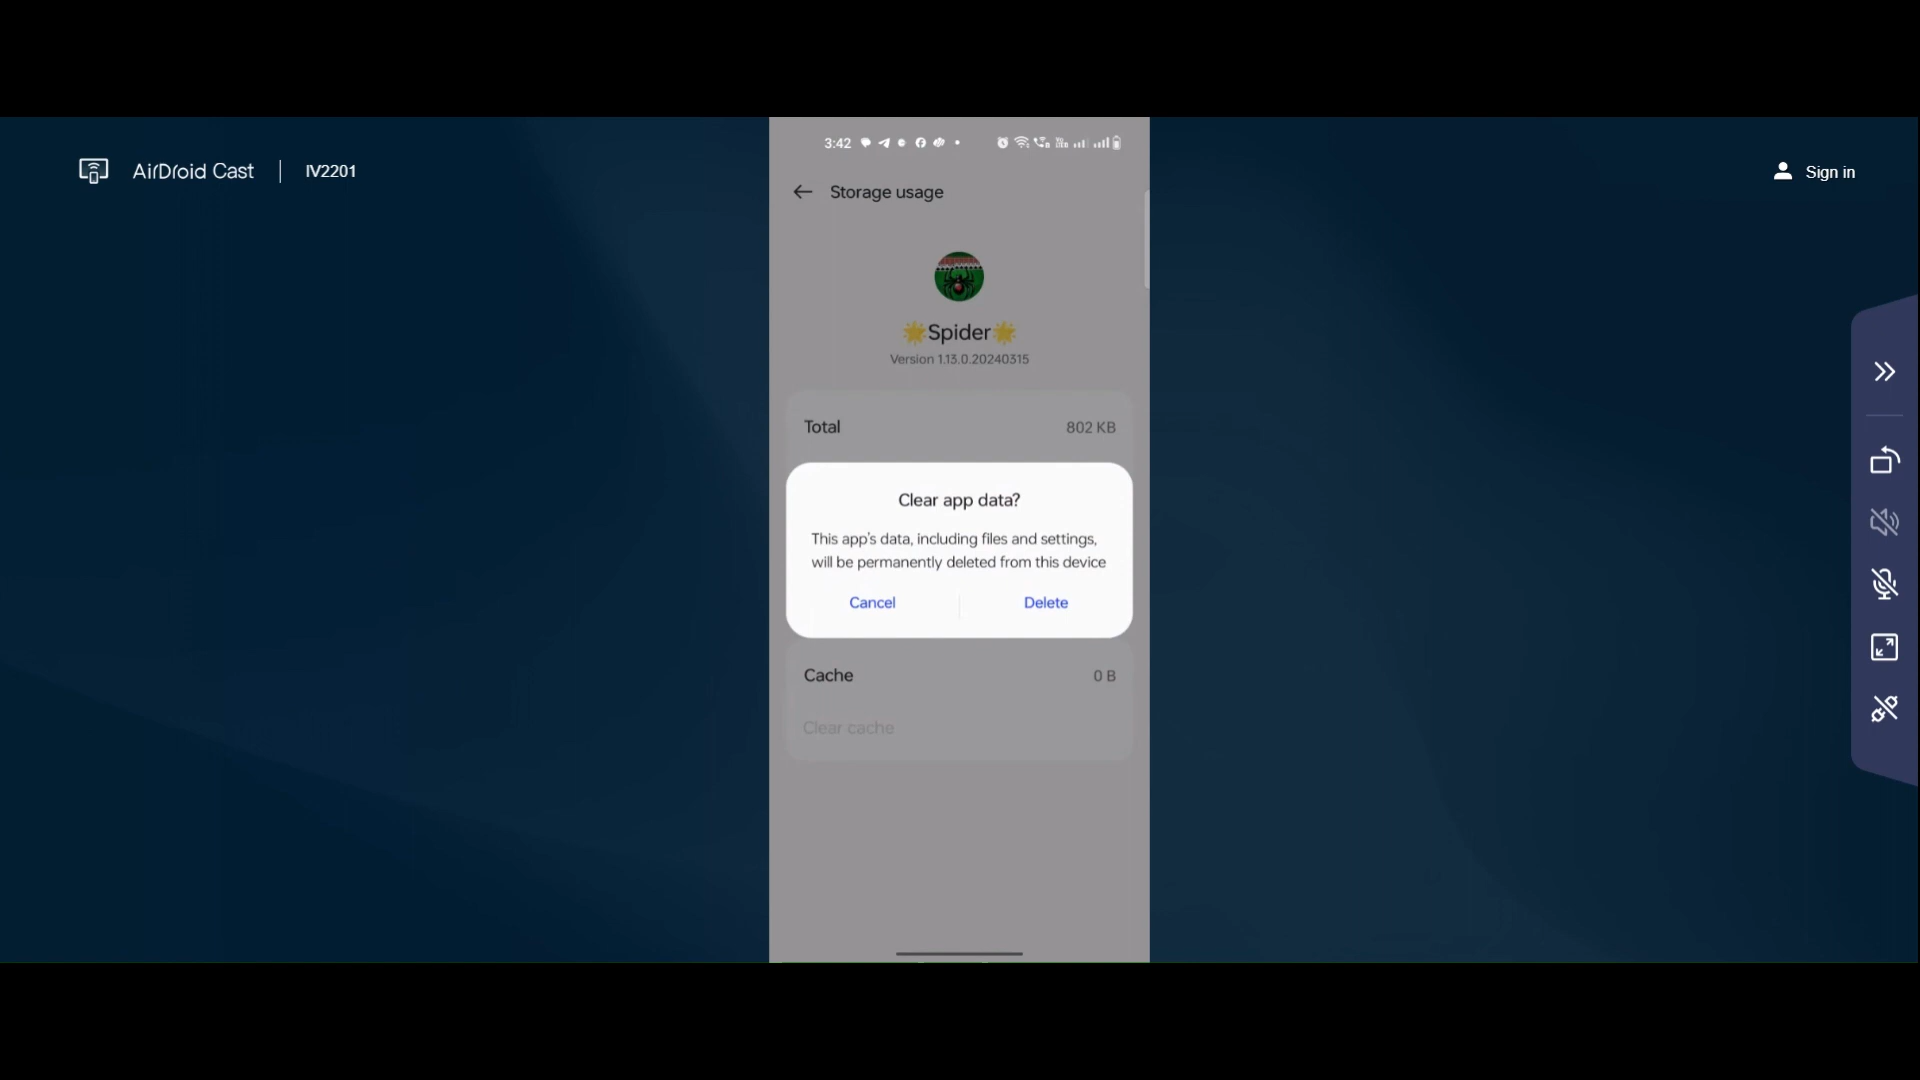 3:42
AirDroid Cast | IV2201
Sign in
Storage usage
🌟Spider🌟
Version 1.13.0.20240315
Total 802 KB
Clear app data?
This app's data, including files and settings,
will be permanently deleted from this device
Cancel Delete
Cache 0 B
Clear cache